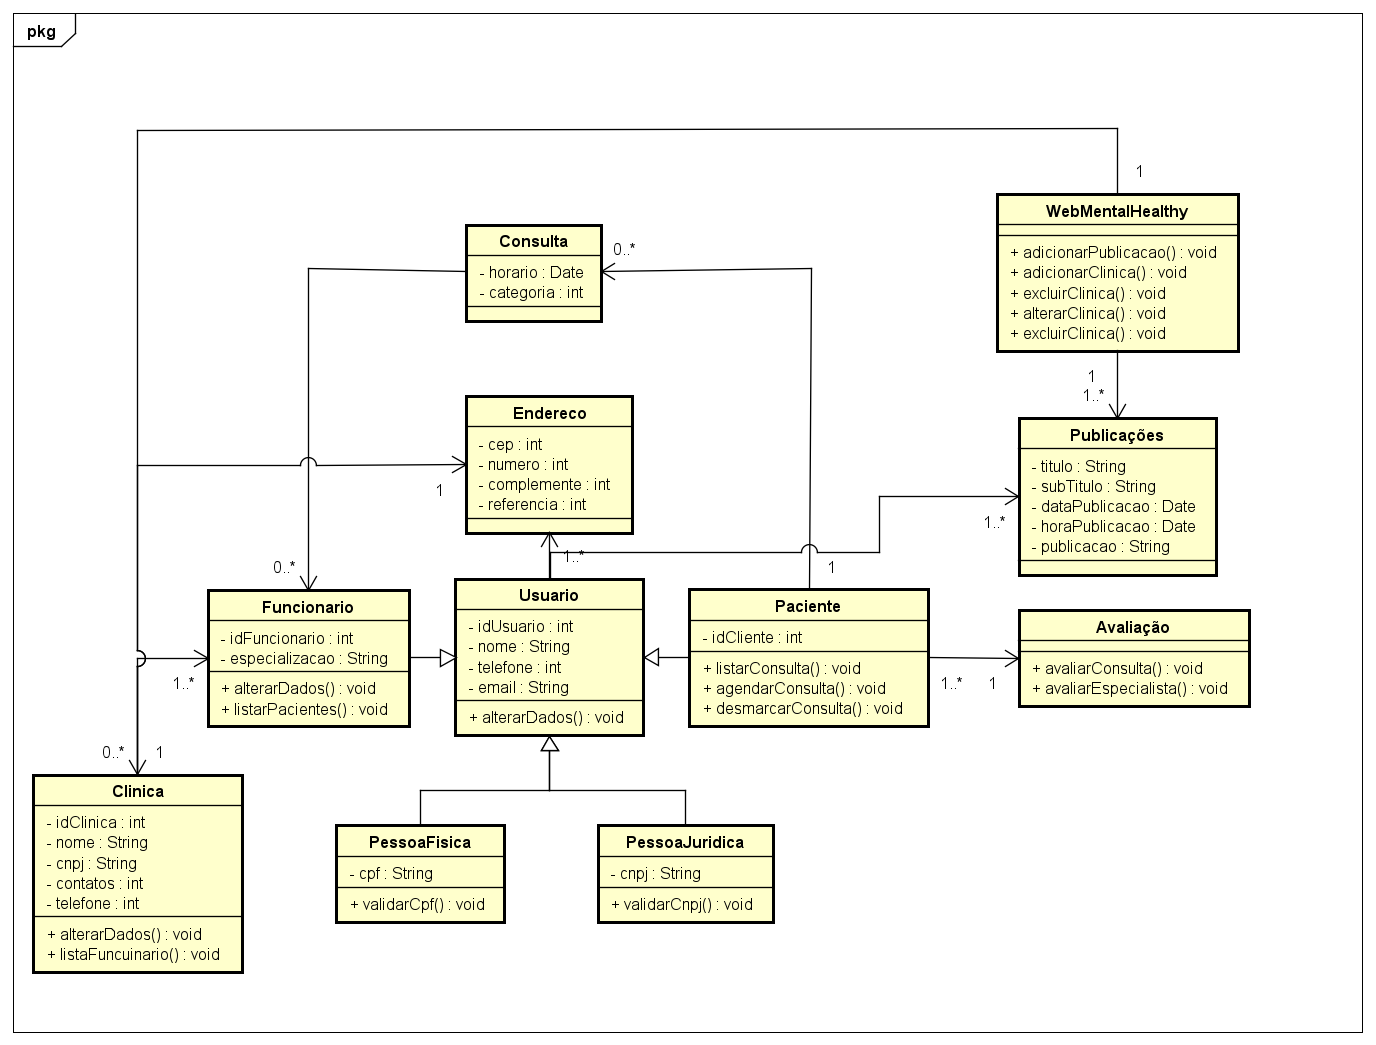 pkg
1
WebMentalHealthy
+ adicionarPublicacao() : void
+ adicionarClinica() : void
+ excluirClinica() : void
+ alterarClinica() : void
+ excluirClinica() : void
Consulta
- horario : Date
- categoria : int
0..*
1
1..*
Endereco
- cep : int
- numero : int
- complemente : int
- referencia : int
1
Publicações
- titulo : String
- subTitulo : String
- dataPublicacao : Date
- horaPublicacao : Date
- publicacao : String
1..*
1..*
0..*
1
Funcionario
- idFuncionario : int
- especializacao : String
+ alterarDados() : void
+ listarPacientes() : void
1..*
Usuario
- idUsuario : int
- nome : String
- telefone : int
- email : String
+ alterarDados() : void
Paciente
- idCliente : int
+ listarConsulta() : void
+ agendarConsulta() : void
+ desmarcarConsulta() : void
1..*
1
Avaliação
+ avaliarConsulta() : void
+ avaliarEspecialista() : void
0..*
1
Clinica
- idClinica : int
- nome : String
- cnpj : String
- contatos : int
- telefone : int
+ alterarDados() : void
+ listaFuncuinario() : void
PessoaFisica
- cpf : String
+ validarCpf() : void
PessoaJuridica
- cnpj : String
+ validarCnpj() : void